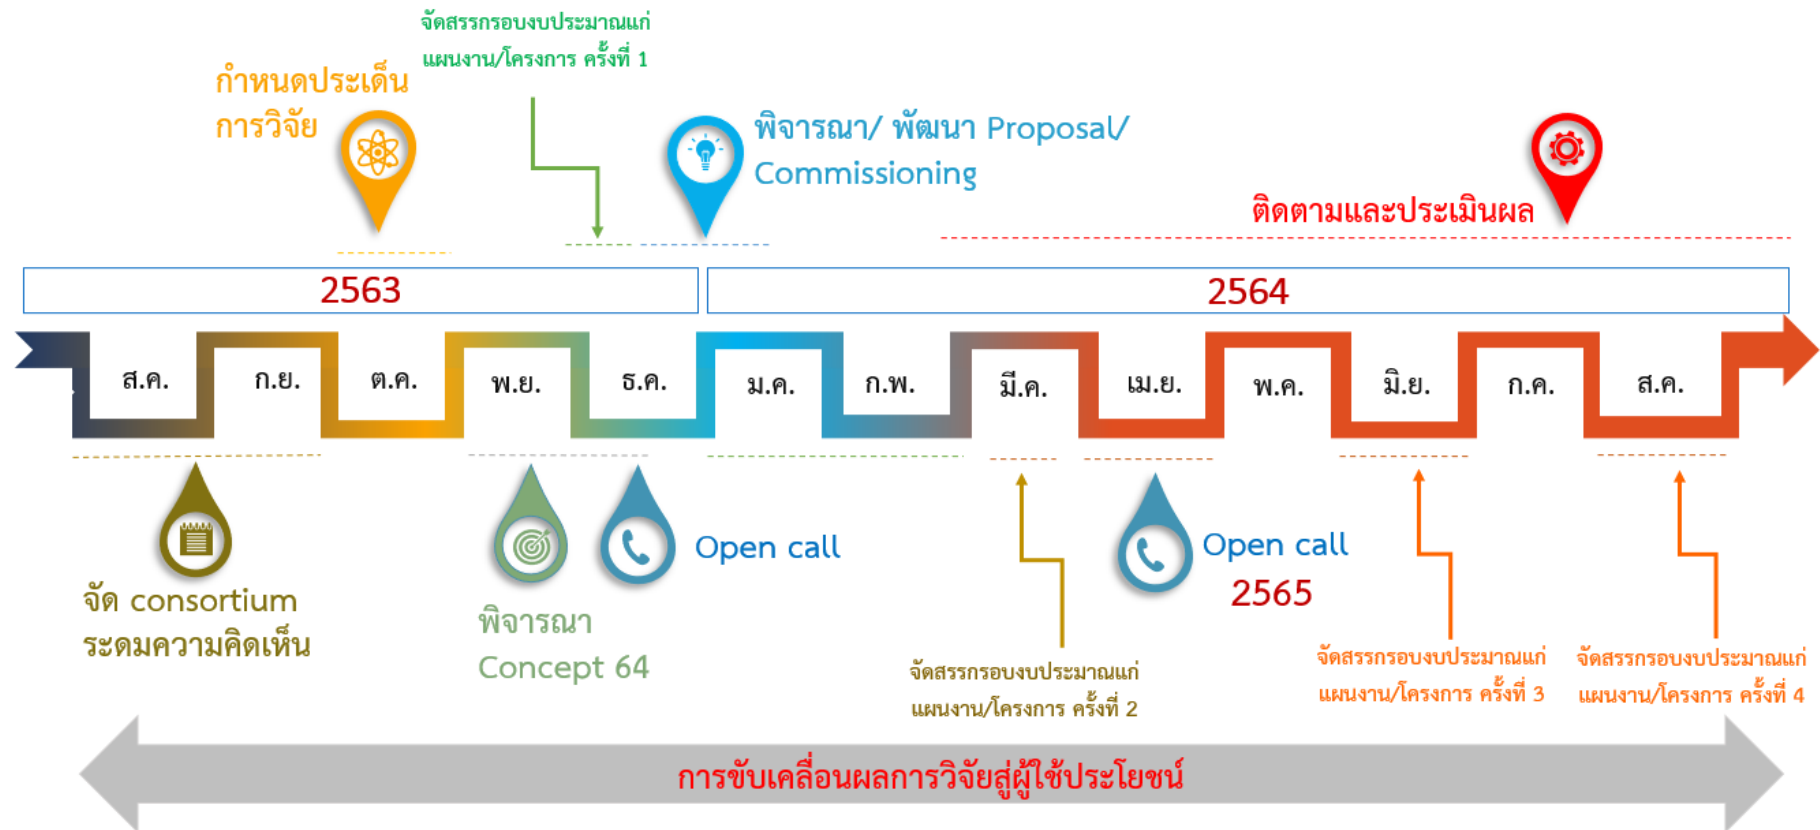 จัดสรรกรอบงบประมาณแก่
แผนงาน/โครงการ ครั้งที่ 1
กำหนดประเด็น
การวิจัย
พิจารณา/ พัฒนา Proposal/
Commissioning
ติดตามและประเมินผล
2563
2564
ส.ค.
ก.ย.
ต.ค.
พ.ย.
ธ.ค.
ม.ค.
ก.พ.
มี.ค.
เม.ย.
พ.ค.
มิ.ย.
ก.ค.
ส.ค.
จัด consortium
ระดมความคิดเห็น
พิจารณา
Concept 64
Open call
Open call
2565
จัดสรรกรอบงบประมาณแก่
แผนงาน/โครงการ ครั้งที่ 2
จัดสรรกรอบงบประมาณแก่
แผนงาน/โครงการ ครั้งที่ 3
จัดสรรกรอบงบประมาณแก่
แผนงาน/โครงการ ครั้งที่ 4
การขับเคลื่อนผลการวิจัยสู่ผู้ใช้ประโยชน์